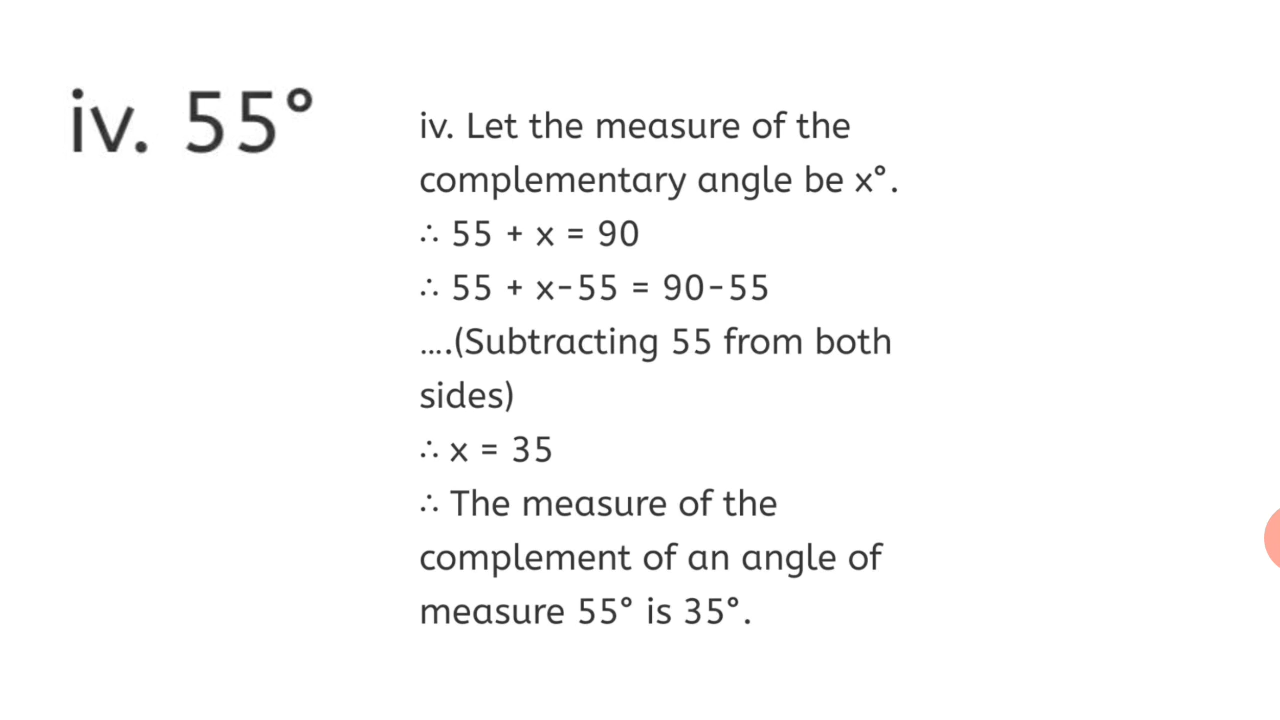 iv. 55°
iv. Let the measure of the
complementary angle be x°.
∴ 55 + x = 90
∴ 55 + x-55 = 90-55
....(Subtracting 55 from both
sides)
∴ x = 35
∴ The measure of the
complement of an angle of
measure 55° is 35°.